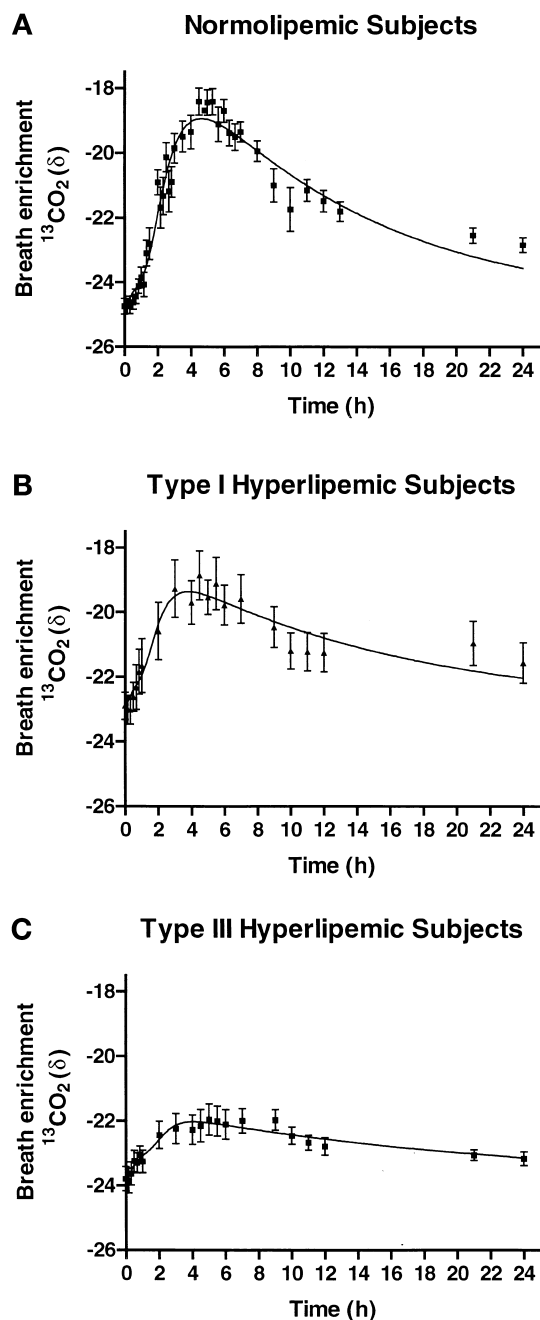 A
Normolipemic Subjects
Breath enrichment
¹³CO₂ (δ)
-18
-20
-22
-24
-26
0 2 4 6 8 10 12 14 16 18 20 22 24
Time (h)
B
Type I Hyperlipemic Subjects
Breath enrichment
¹³CO₂ (δ)
-18
-20
-22
-24
-26
0 2 4 6 8 10 12 14 16 18 20 22 24
Time (h)
C
Type III Hyperlipemic Subjects
Breath enrichment
¹³CO₂ (δ)
-18
-20
-22
-24
-26
0 2 4 6 8 10 12 14 16 18 20 22 24
Time (h)